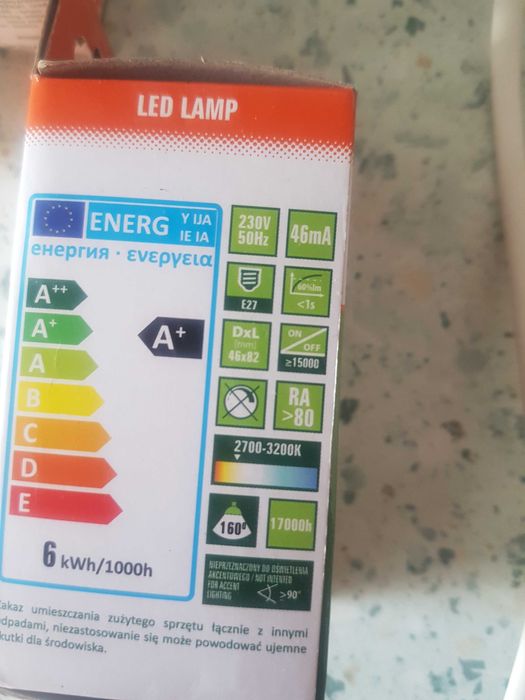 LED LAMP
ENERG Y IJA
IE IA
енергия · ενεργεια
A++
A+
A
B
C
D
E
A+
6 kWh/1000h
230V
50Hz
46mA
E27
60%lm
<1s
DxL
[mm]
46x82
ON
OFF
≥15000
RA
>80
2700-3200K
160°
17000h
NIEPRZEZNACZONY DO OŚWIETLENIA
AKCENTOWEGO / NOT INTENTED
FOR ACCENT
LIGHTING >90°
Zakaz umieszczania zużytego sprzętu łącznie z innymi
odpadami, niezastosowanie się może powodować ujemne
skutki dla środowiska.